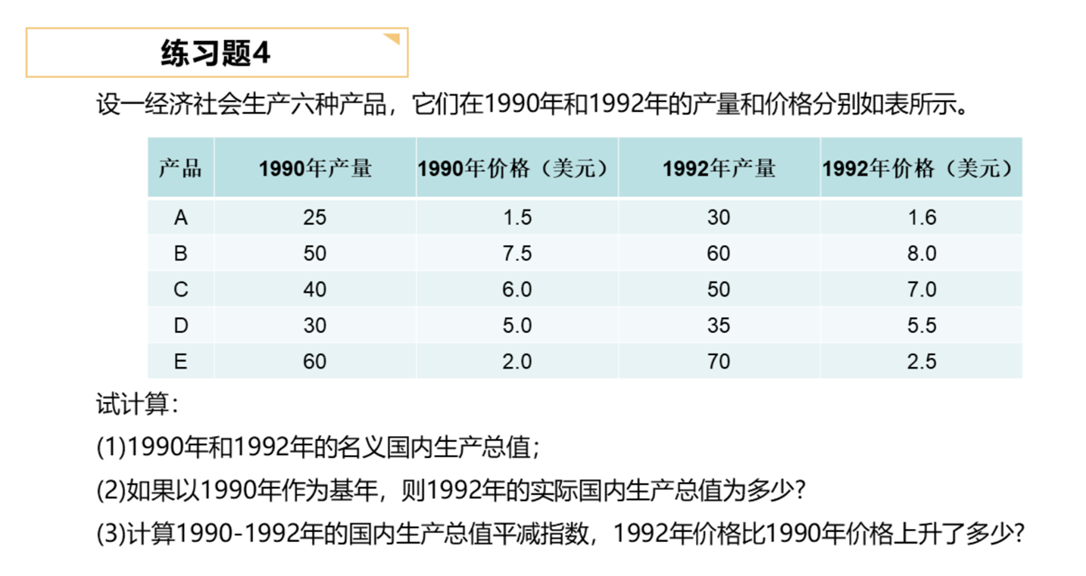 练习题4
设一经济社会生产六种产品，它们在1990年和1992年的产量和价格分别如表所示。
产品 1990年产量 1990年价格（美元） 1992年产量 1992年价格（美元）
A 25 1.5 30 1.6
B 50 7.5 60 8.0
C 40 6.0 50 7.0
D 30 5.0 35 5.5
E 60 2.0 70 2.5
试计算：
(1)1990年和1992年的名义国内生产总值；
(2)如果以1990年作为基年，则1992年的实际国内生产总值为多少?
(3)计算1990-1992年的国内生产总值平减指数，1992年价格比1990年价格上升了多少?